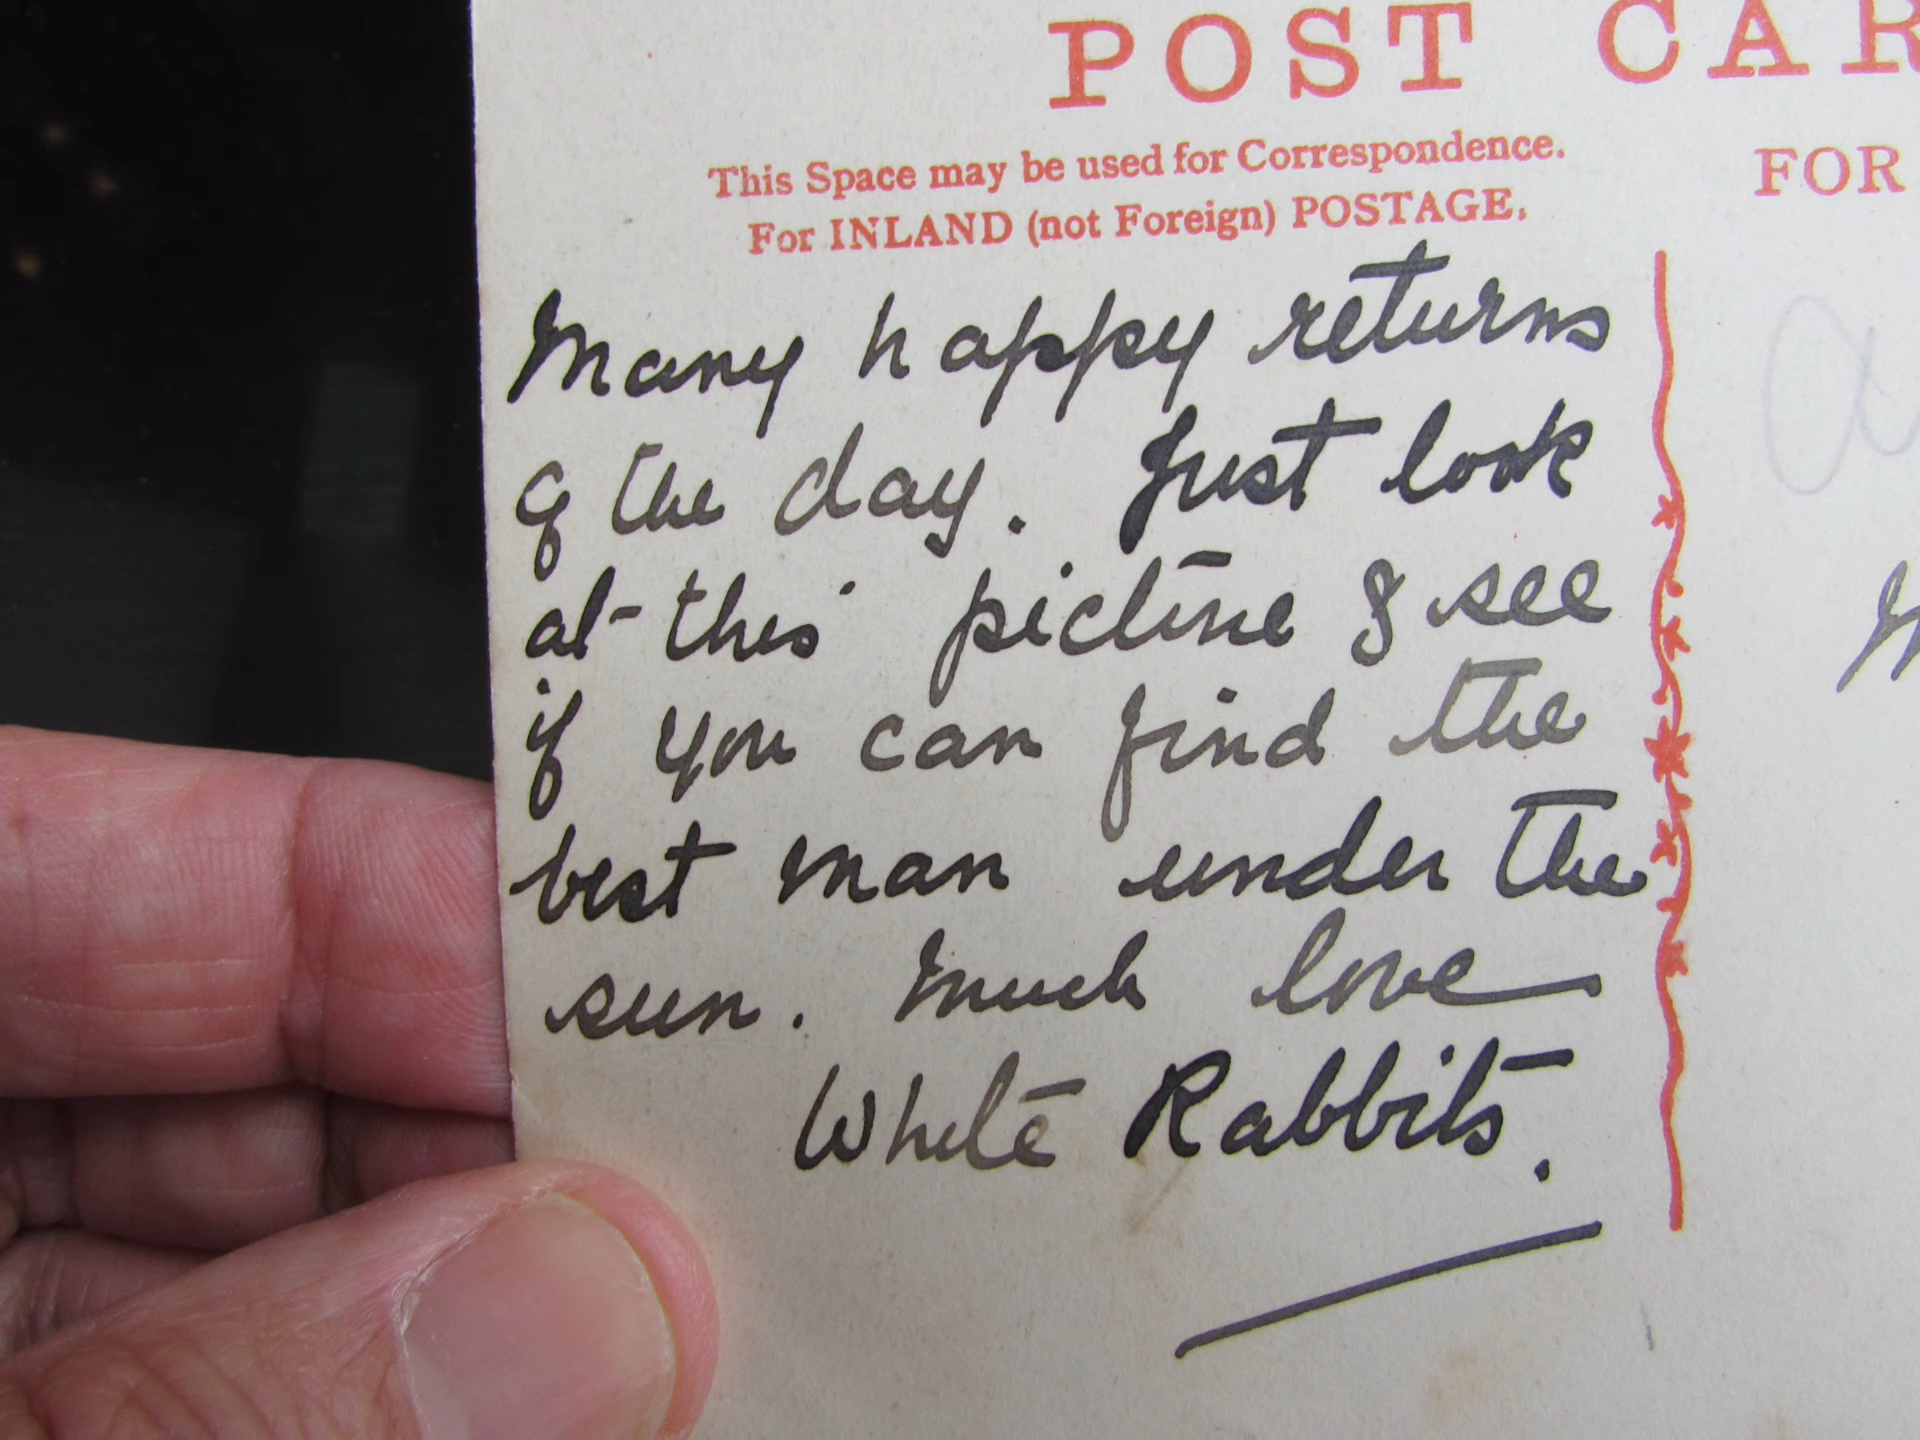 POST CAR
This Space may be used for Correspondence.
For INLAND (not Foreign) POSTAGE.
FOR
Many happy returns
of the day. Just look
at this picture & see
if you can find the
best man under the
sun. Much love
White Rabbits.